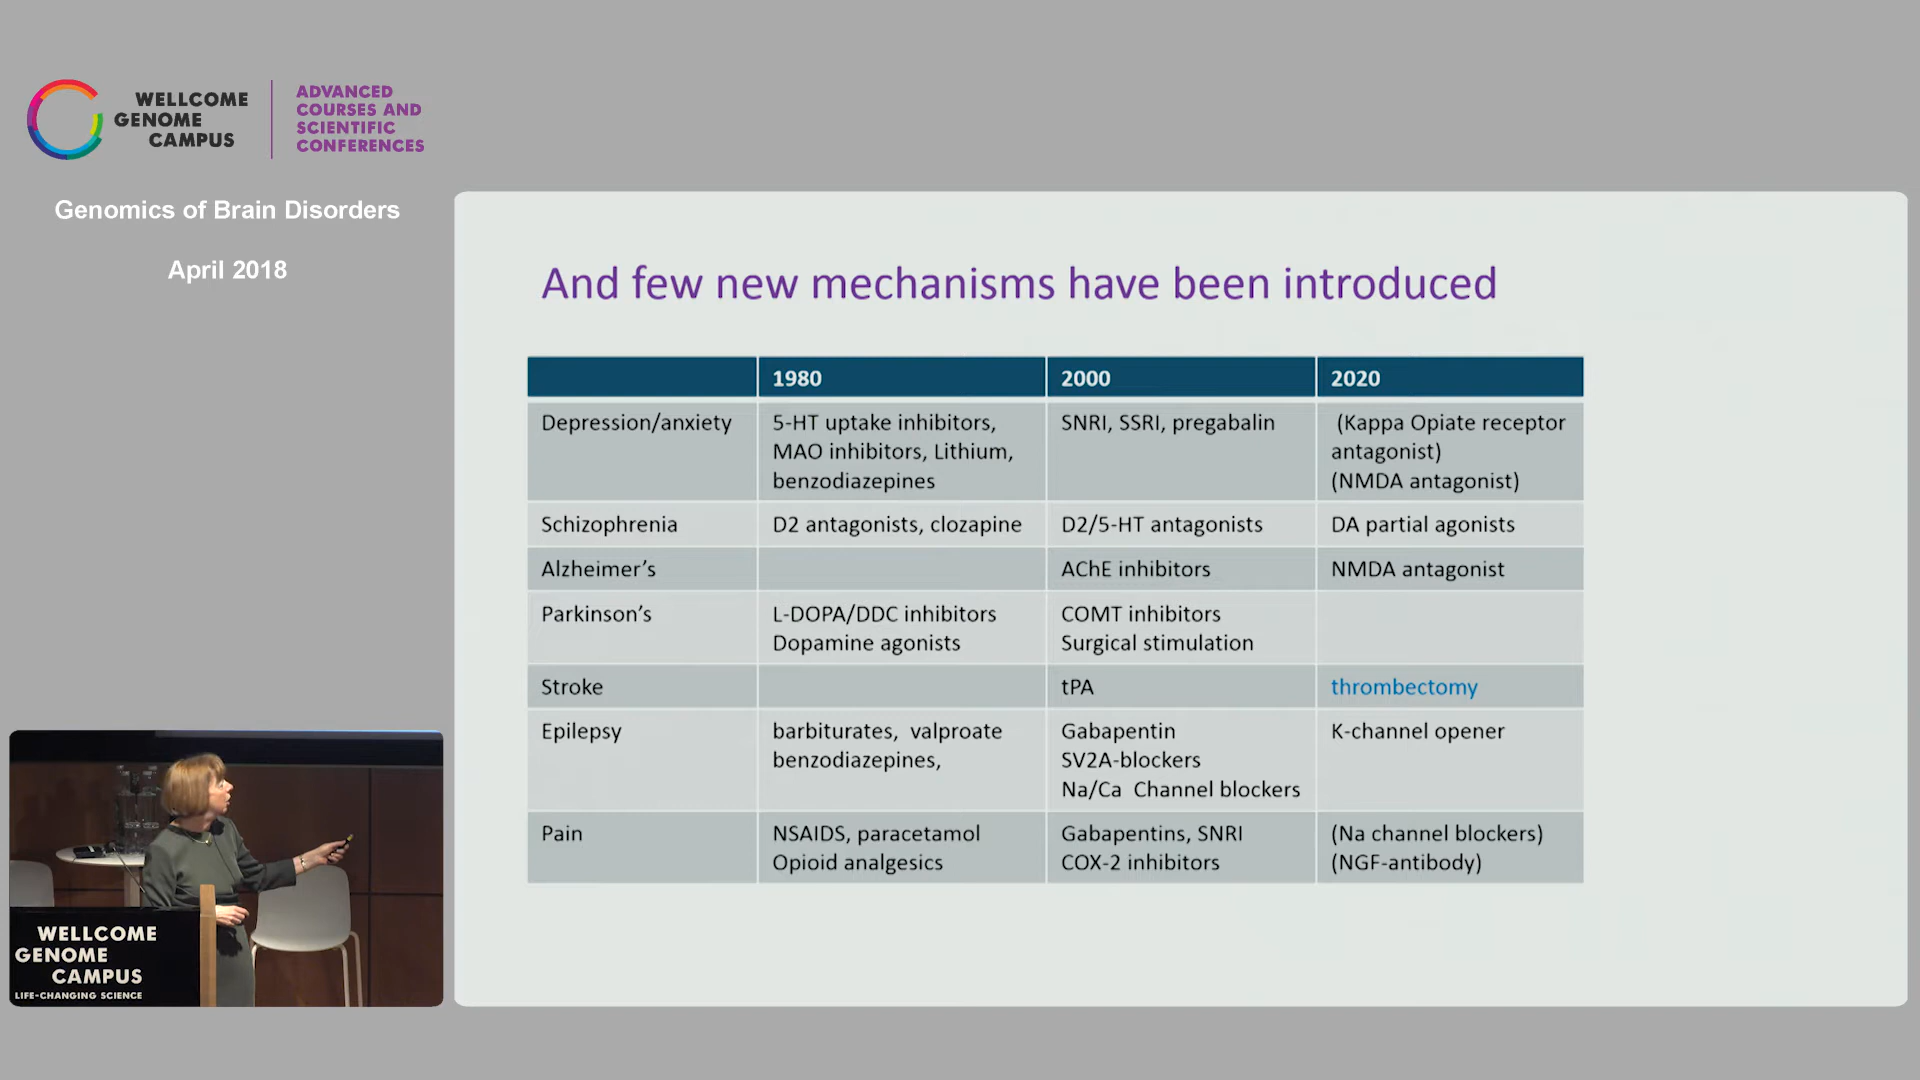 WELLCOME
GENOME
CAMPUS
ADVANCED
COURSES AND
SCIENTIFIC
CONFERENCES
Genomics of Brain Disorders
April 2018
And few new mechanisms have been introduced
1980 2000 2020
Depression/anxiety 5-HT uptake inhibitors, SNRI, SSRI, pregabalin (Kappa Opiate receptor
MAO inhibitors, Lithium, antagonist)
benzodiazepines (NMDA antagonist)
Schizophrenia D2 antagonists, clozapine D2/5-HT antagonists DA partial agonists
Alzheimer’s AChE inhibitors NMDA antagonist
Parkinson’s L-DOPA/DDC inhibitors COMT inhibitors
Dopamine agonists Surgical stimulation
Stroke tPA thrombectomy
Epilepsy barbiturates, valproate Gabapentin K-channel opener
benzodiazepines, SV2A-blockers
Na/Ca Channel blockers
Pain NSAIDS, paracetamol Gabapentins, SNRI (Na channel blockers)
Opioid analgesics COX-2 inhibitors (NGF-antibody)
WELLCOME
GENOME
CAMPUS
LIFE-CHANGING SCIENCE